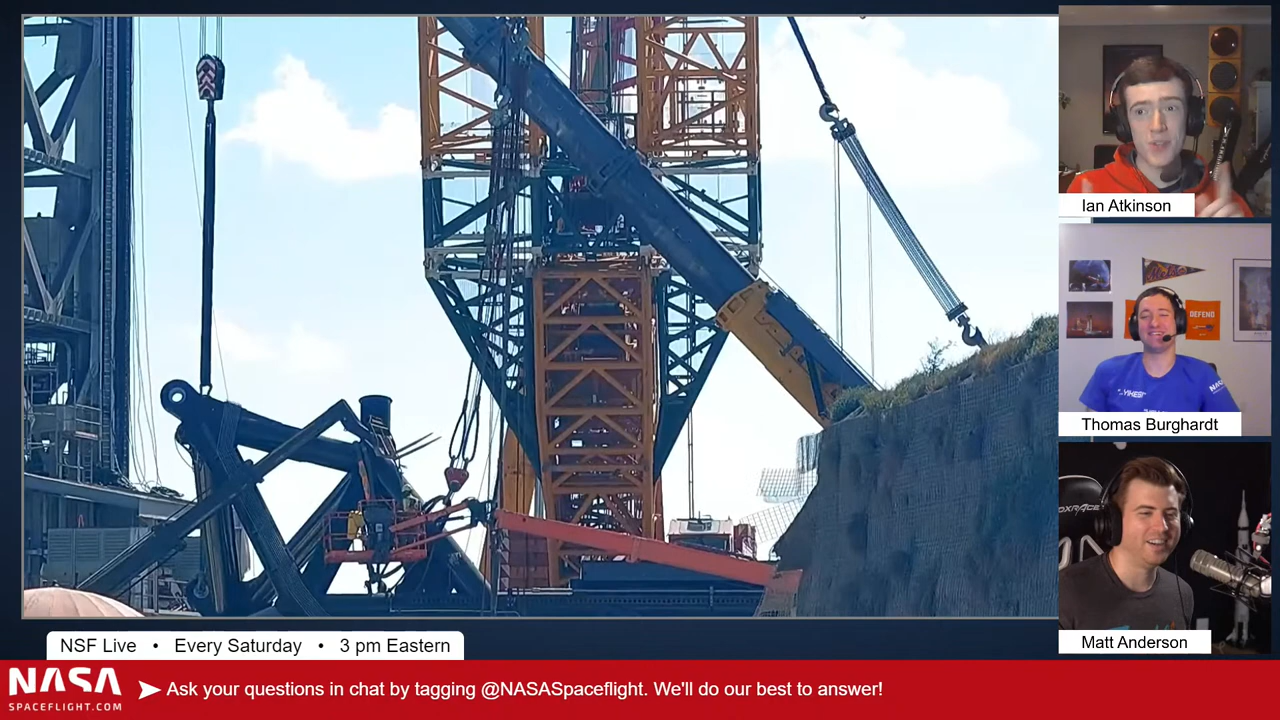 Ian Atkinson
DEFEND
Thomas Burghardt
DXRACER
Matt Anderson
NSF Live • Every Saturday • 3 pm Eastern
NASA
SPACEFLIGHT.COM
Ask your questions in chat by tagging @NASASpaceflight. We'll do our best to answer!